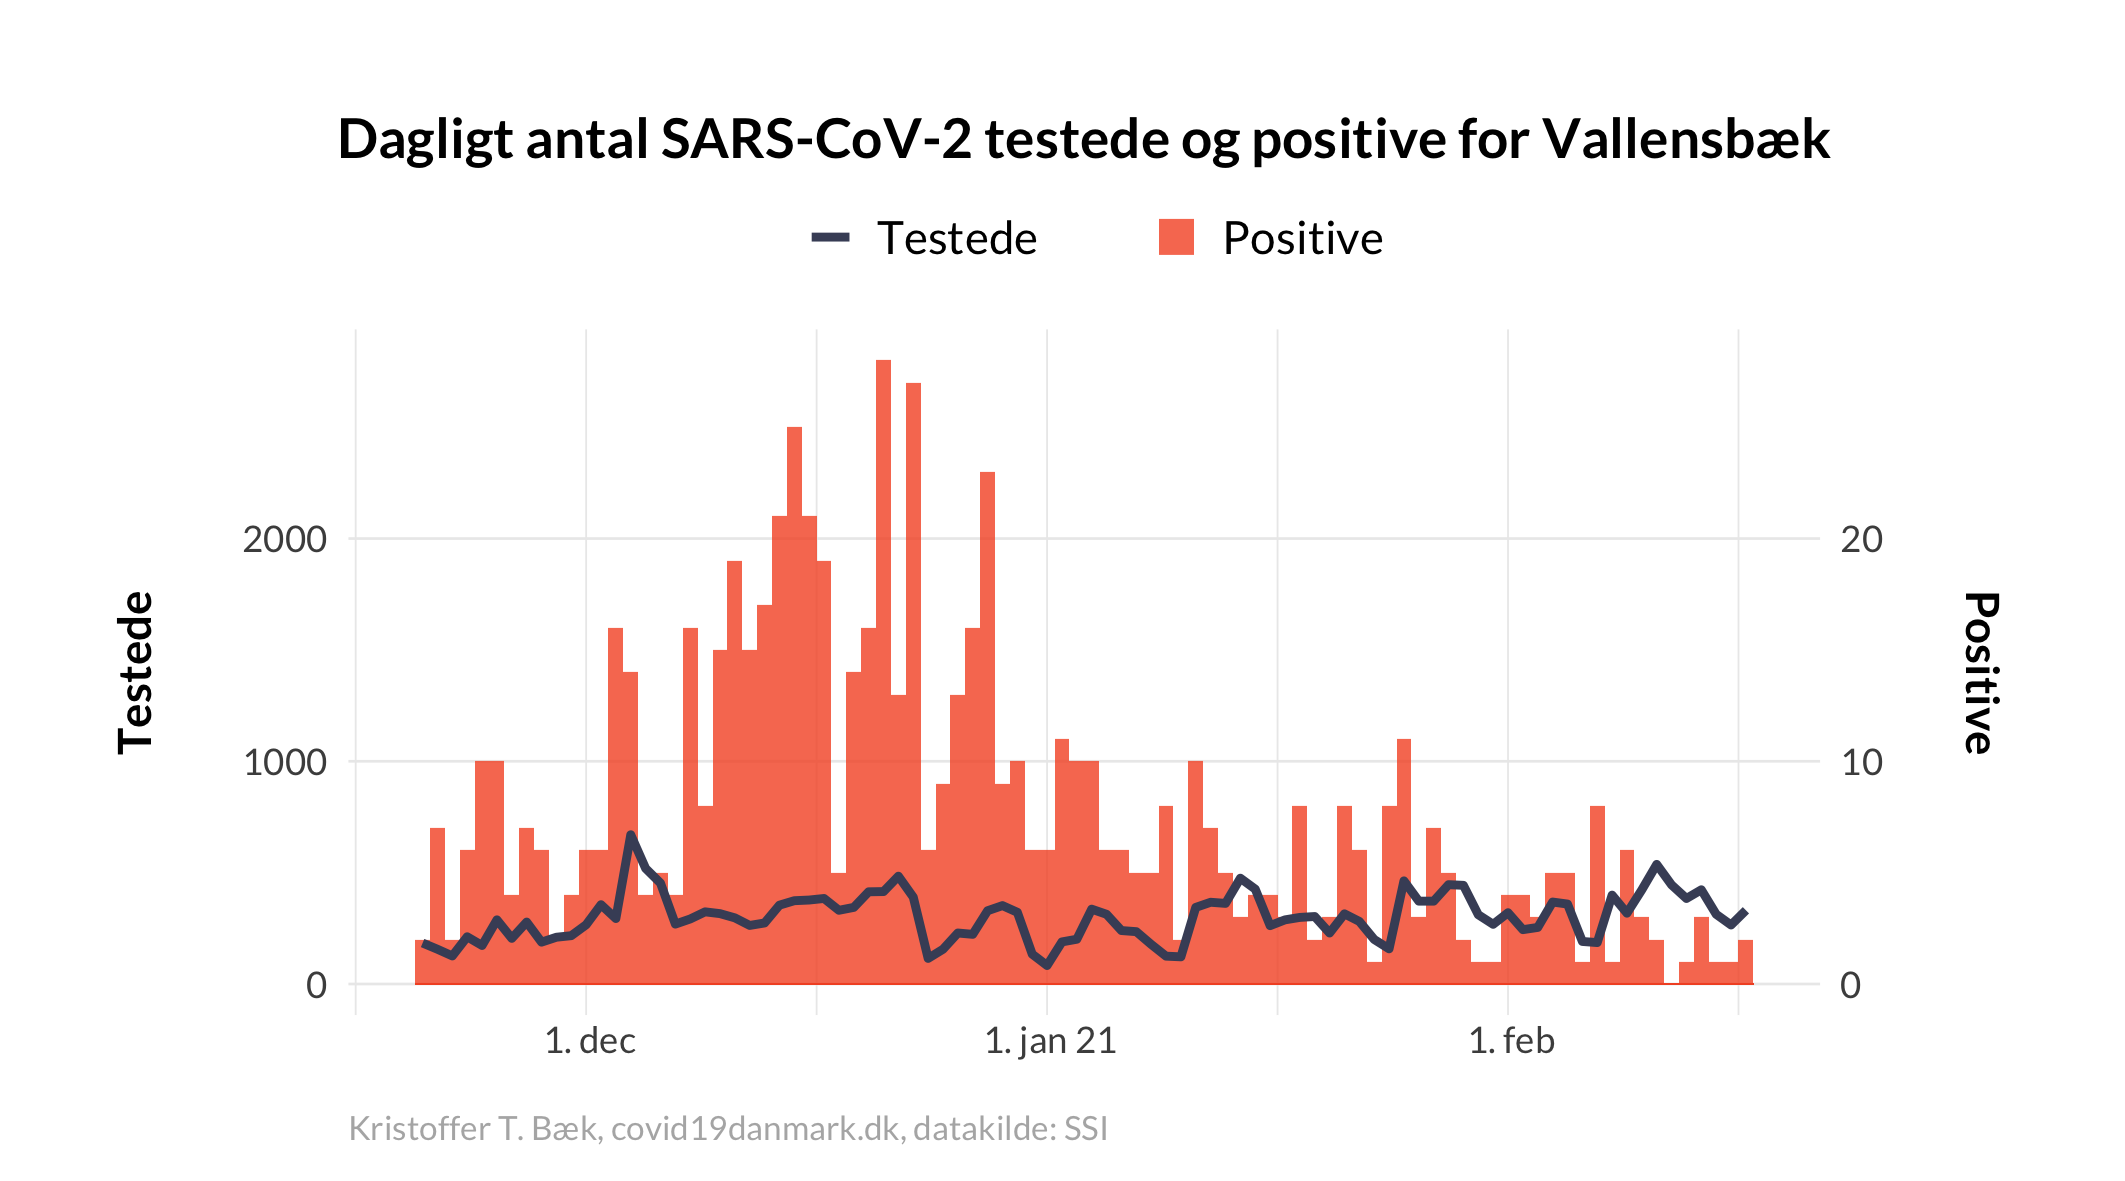 Dagligt antal SARS-CoV-2 testede og positive for Vallensbæk
Testede
Positive
2000
1000
0
Testede
20
10
0
Positive
1. dec
1. jan 21
1. feb
Kristoffer T. Bæk, covid19danmark.dk, datakilde: SSI